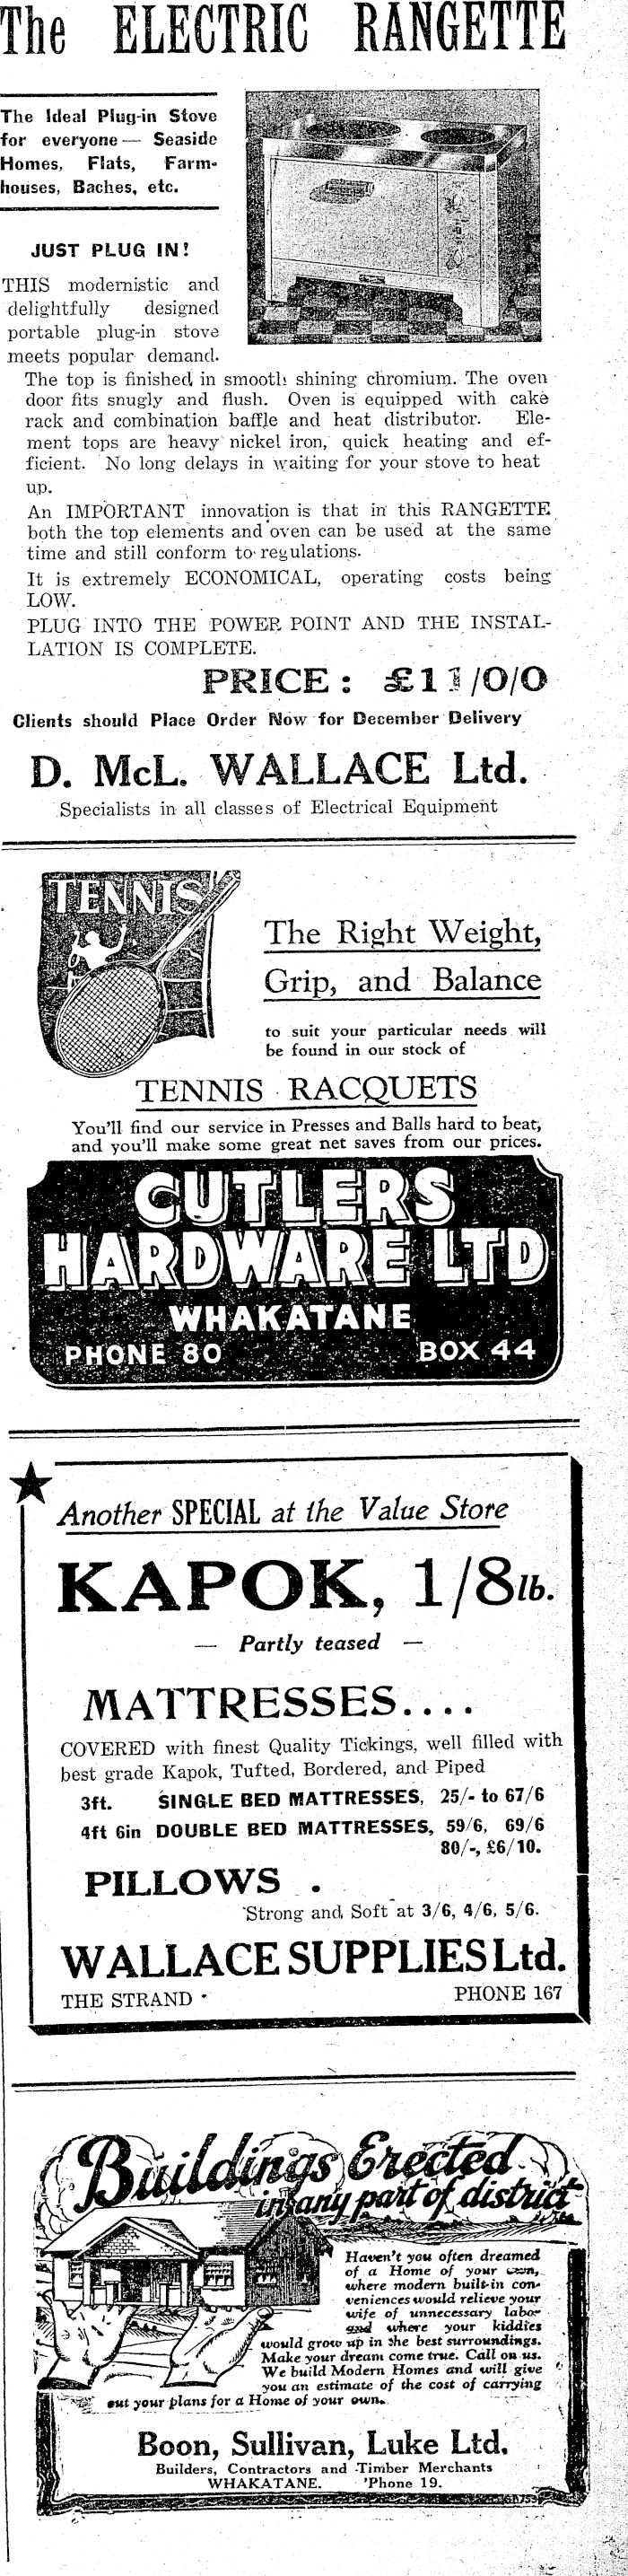 The ELECTRIC RANGETTE
The Ideal Plug-in Stove
for everyone — Seaside
Homes, Flats, Farm-
houses, Baches, etc.
JUST PLUG IN!
THIS modernistic and
delightfully designed
portable plug-in stove
meets popular demand.
The top is finished in smooth shining chromium. The oven
door fits snugly and flush. Oven is equipped with cake
rack and combination baffle and heat distributor. Ele-
ment tops are heavy nickel iron, quick heating and ef-
ficient. No long delays in waiting for your stove to heat
up.
An IMPORTANT innovation is that in this RANGETTE
both the top elements and oven can be used at the same
time and still conform to regulations.
It is extremely ECONOMICAL, operating costs being
LOW.
PLUG INTO THE POWER POINT AND THE INSTAL-
LATION IS COMPLETE.
PRICE: £11/0/0
Clients should Place Order Now for December Delivery
D. McL. WALLACE Ltd.
Specialists in all classes of Electrical Equipment
TENNIS
The Right Weight,
Grip, and Balance
to suit your particular needs will
be found in our stock of
TENNIS RACQUETS
You'll find our service in Presses and Balls hard to beat,
and you'll make some great net saves from our prices.
CUTLERS
HARDWARE LTD
WHAKATANE
PHONE 80 BOX 44
Another SPECIAL at the Value Store
KAPOK, 1/8 lb.
— Partly teased —
MATTRESSES....
COVERED with finest Quality Tickings, well filled with
best grade Kapok, Tufted, Bordered, and Piped
3ft. SINGLE BED MATTRESSES, 25/- to 67/6
4ft 6in DOUBLE BED MATTRESSES, 59/6, 69/6
80/-, £6/10.
PILLOWS .
Strong and Soft at 3/6, 4/6, 5/6.
WALLACE SUPPLIES Ltd.
THE STRAND PHONE 167
Buildings Erected
in any part of district
Haven't you often dreamed
of a Home of your own,
where modern built-in con-
veniences would relieve your
wife of unnecessary labor
and where your kiddies
would grow up in the best surroundings.
Make your dream come true. Call on us.
We build Modern Homes and will give
you an estimate of the cost of carrying
out your plans for a Home of your own.
Boon, Sullivan, Luke Ltd.
Builders, Contractors and Timber Merchants
WHAKATANE. 'Phone 19.